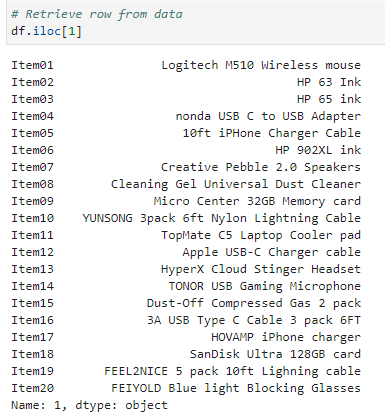 # Retrieve row from data
df.iloc[1]
Item01 Logitech M510 Wireless mouse
Item02 HP 63 Ink
Item03 HP 65 ink
Item04 nonda USB C to USB Adapter
Item05 10ft iPHone Charger Cable
Item06 HP 902XL ink
Item07 Creative Pebble 2.0 Speakers
Item08 Cleaning Gel Universal Dust Cleaner
Item09 Micro Center 32GB Memory card
Item10 YUNSONG 3pack 6ft Nylon Lightning Cable
Item11 TopMate C5 Laptop Cooler pad
Item12 Apple USB-C Charger cable
Item13 HyperX Cloud Stinger Headset
Item14 TONOR USB Gaming Microphone
Item15 Dust-Off Compressed Gas 2 pack
Item16 3A USB Type C Cable 3 pack 6FT
Item17 HOVAMP iPhone charger
Item18 SanDisk Ultra 128GB card
Item19 FEEL2NICE 5 pack 10ft Lighning cable
Item20 FEIYOLD Blue light Blocking Glasses
Name: 1, dtype: object